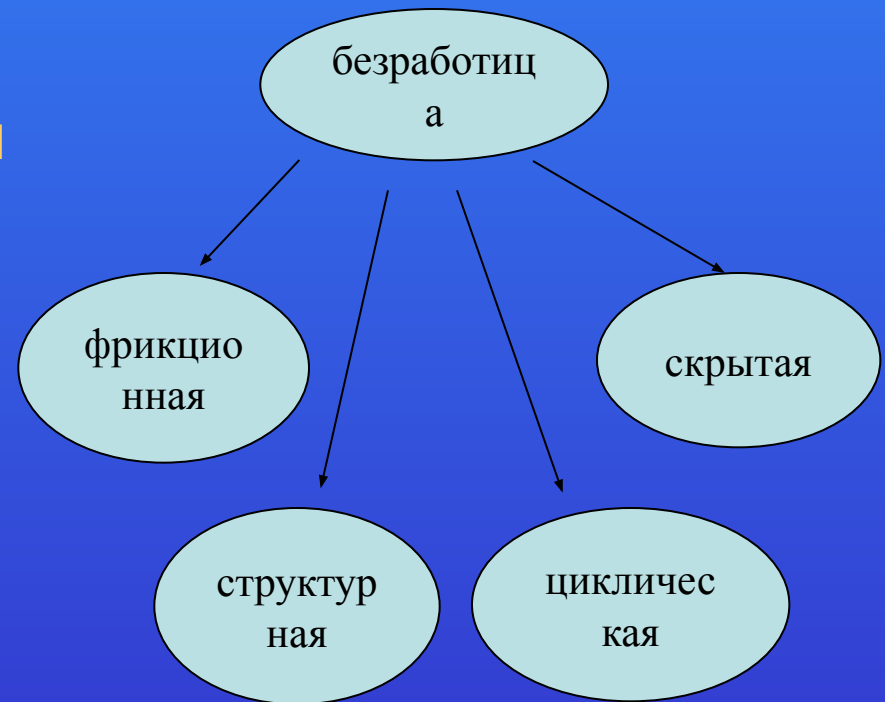 безработиц
а
фрикцио
нная
скрытая
структур
ная
цикличес
кая